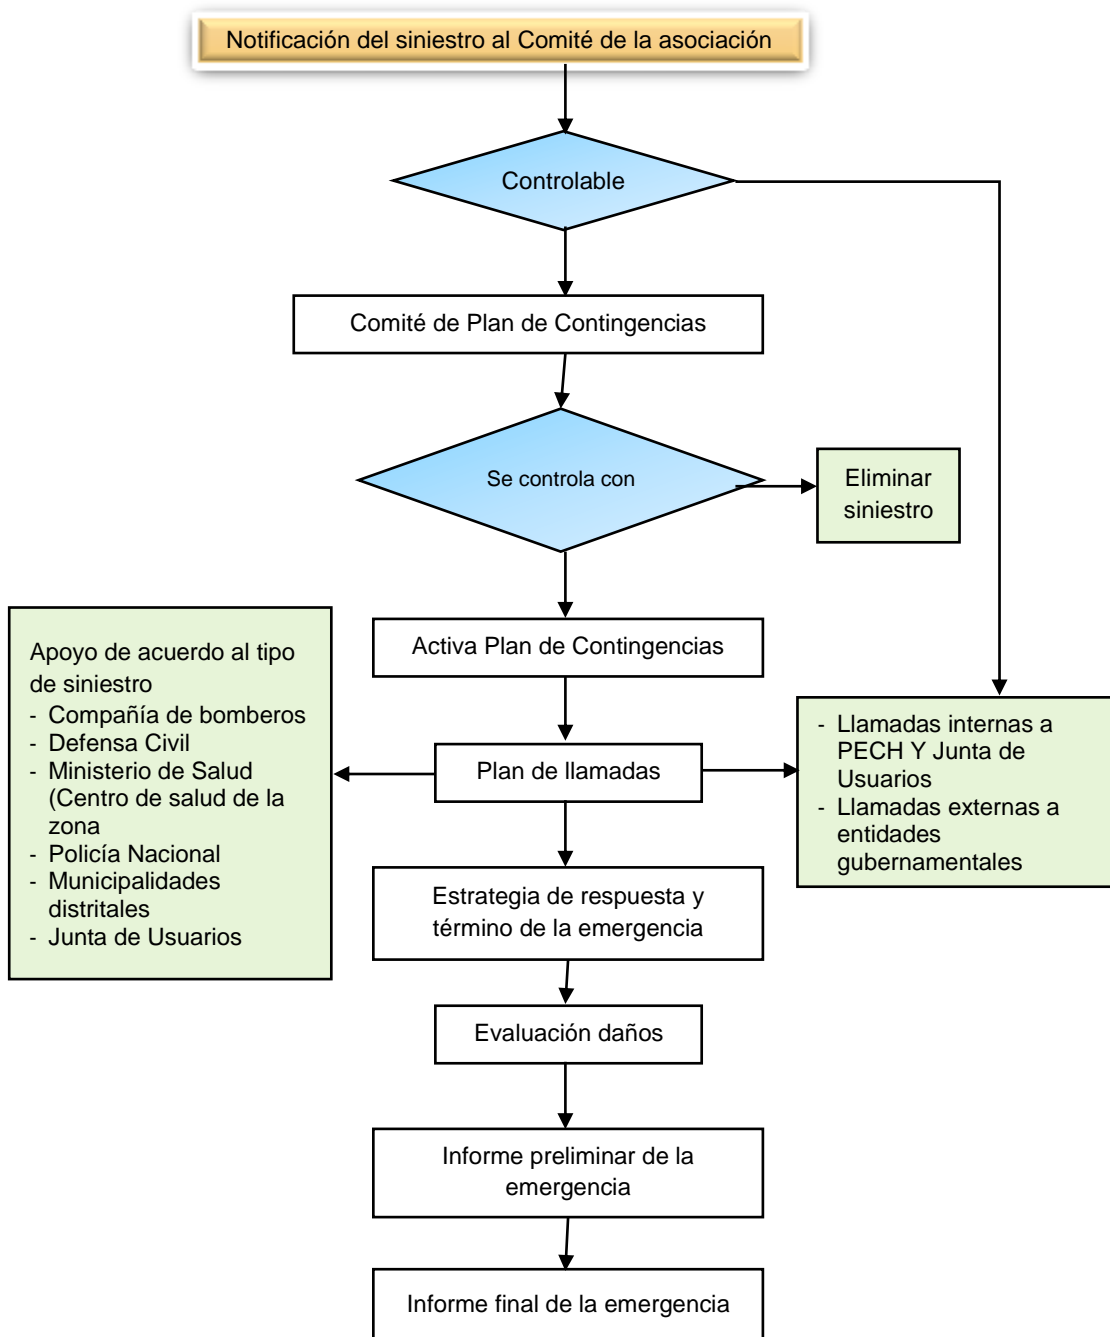 Notificación del siniestro al Comité de la asociación
Controlable
Comité de Plan de Contingencias
Se controla con
Eliminar
siniestro
Activa Plan de Contingencias
Apoyo de acuerdo al tipo
de siniestro
- Compañía de bomberos
- Defensa Civil
- Ministerio de Salud
(Centro de salud de la
zona
- Policía Nacional
- Municipalidades
distritales
- Junta de Usuarios
Plan de llamadas
- Llamadas internas a
PECH Y Junta de
Usuarios
- Llamadas externas a
entidades
gubernamentales
Estrategia de respuesta y
término de la emergencia
Evaluación daños
Informe preliminar de la
emergencia
Informe final de la emergencia